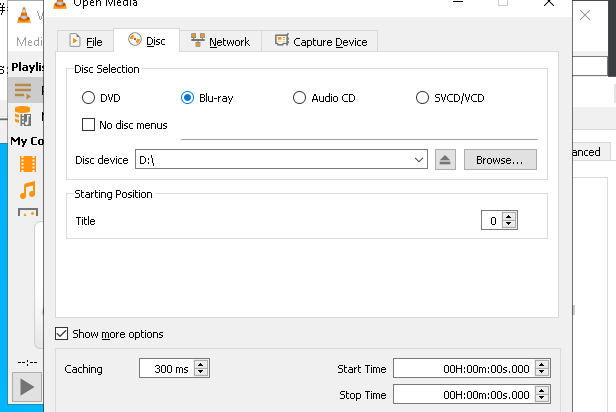 Open Media
Medi
File
Disc
Network
Capture Device
Playlis
Disc Selection
DVD
Blu-ray
Audio CD
SVCD/VCD
No disc menus
My Co
Disc device
D:\
Browse...
anced
Starting Position
Title
0
Show more options
--:--
Caching
300 ms
Start Time
00H:00m:00s.000
Stop Time
00H:00m:00s.000